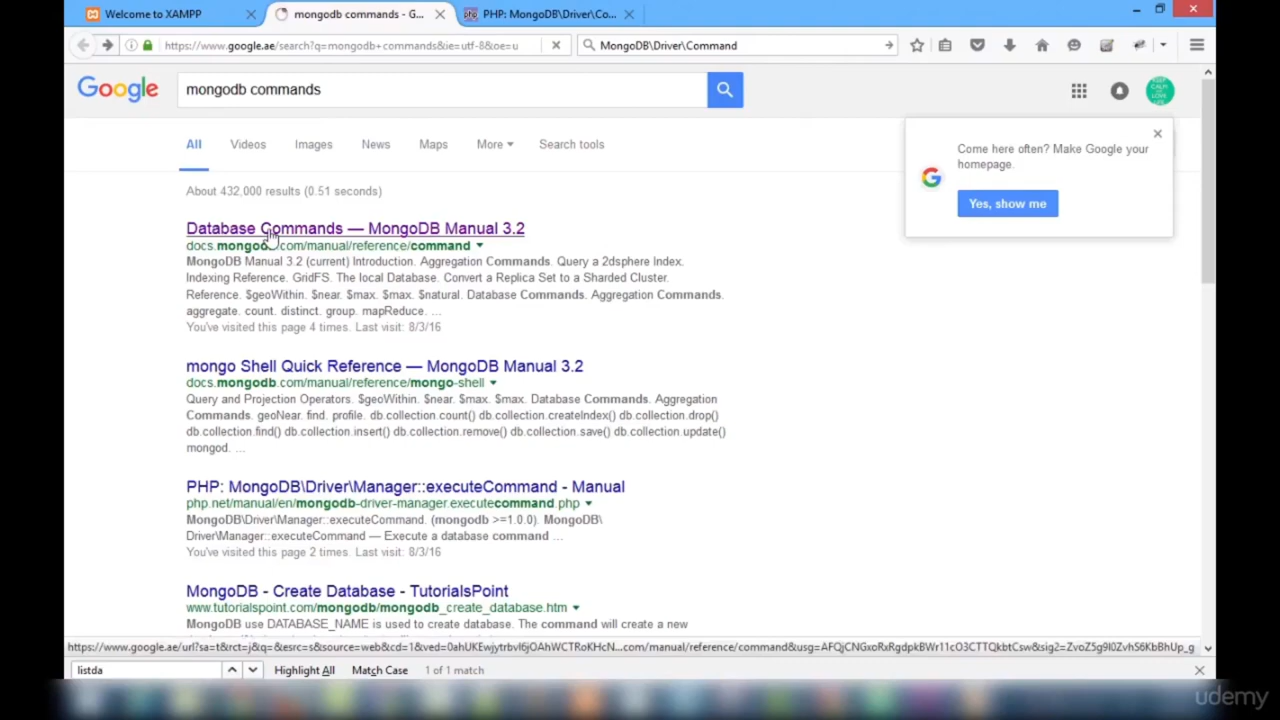 Welcome to XAMPP
mongodb commands - G...
PHP: MongoDB\Driver\Co...
https://www.google.ae/search?q=mongodb+commands&ie=utf-8&oe=u
MongoDB\Driver\Command
Google
mongodb commands
All Videos Images News Maps More Search tools
Come here often? Make Google your
homepage.
Yes, show me
About 432,000 results (0.51 seconds)
Database Commands — MongoDB Manual 3.2
docs.mongodb.com/manual/reference/command
MongoDB Manual 3.2 (current) Introduction. Aggregation Commands. Query a 2dsphere Index.
Indexing Reference. GridFS. The local Database. Convert a Replica Set to a Sharded Cluster.
Reference. $geoWithin. $near. $max. $max. $natural. Database Commands. Aggregation Commands.
aggregate. count. distinct. group. mapReduce. ...
You've visited this page 4 times. Last visit: 8/3/16
mongo Shell Quick Reference — MongoDB Manual 3.2
docs.mongodb.com/manual/reference/mongo-shell
Query and Projection Operators. $geoWithin. $near. $max. $max. Database Commands. Aggregation
Commands. geoNear. find. profile. db.collection.count() db.collection.createIndex() db.collection.drop()
db.collection.find() db.collection.insert() db.collection.remove() db.collection.save() db.collection.update()
mongod. ...
PHP: MongoDB\Driver\Manager::executeCommand - Manual
php.net/manual/en/mongodb-driver-manager.executecommand.php
MongoDB\Driver\Manager::executeCommand. (mongodb >=1.0.0). MongoDB\
Driver\Manager::executeCommand — Execute a database command ...
You've visited this page 2 times. Last visit: 8/3/16
MongoDB - Create Database - TutorialsPoint
www.tutorialspoint.com/mongodb/mongodb_create_database.htm
MongoDB use DATABASE_NAME is used to create database. The command will create a new
listda
Highlight All Match Case 1 of 1 match
udemy